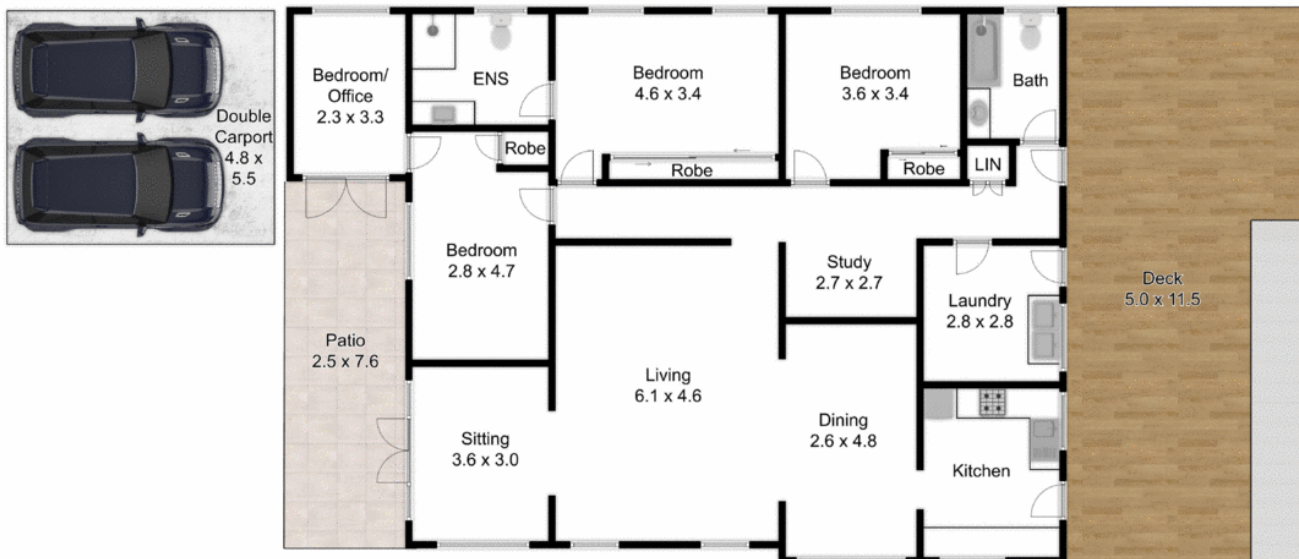 Double
Carport
4.8 x
5.5
Bedroom/
Office
2.3 x 3.3
ENS
Bedroom
4.6 x 3.4
Bedroom
3.6 x 3.4
Bath
Robe
Robe
Robe
LIN
Bedroom
2.8 x 4.7
Study
2.7 x 2.7
Laundry
2.8 x 2.8
Deck
5.0 x 11.5
Patio
2.5 x 7.6
Living
6.1 x 4.6
Sitting
3.6 x 3.0
Dining
2.6 x 4.8
Kitchen